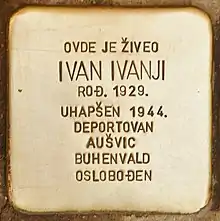 OVDE JE ŽIVEO
IVAN IVANJI
ROĐ. 1929.
UHAPŠEN 1944.
DEPORTOVAN
AUŠVIC
BUHENVALD
OSLOBOĐEN